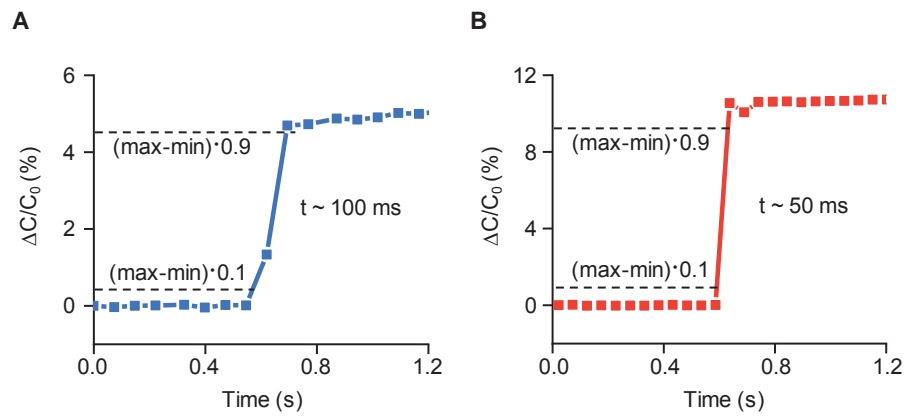 A
6
4
2
0
ΔC/C₀ (%)
(max-min)·0.9
t ~ 100 ms
(max-min)·0.1
0.0 0.4 0.8 1.2
Time (s)
B
12
8
4
0
ΔC/C₀ (%)
(max-min)·0.9
t ~ 50 ms
(max-min)·0.1
0.0 0.4 0.8 1.2
Time (s)